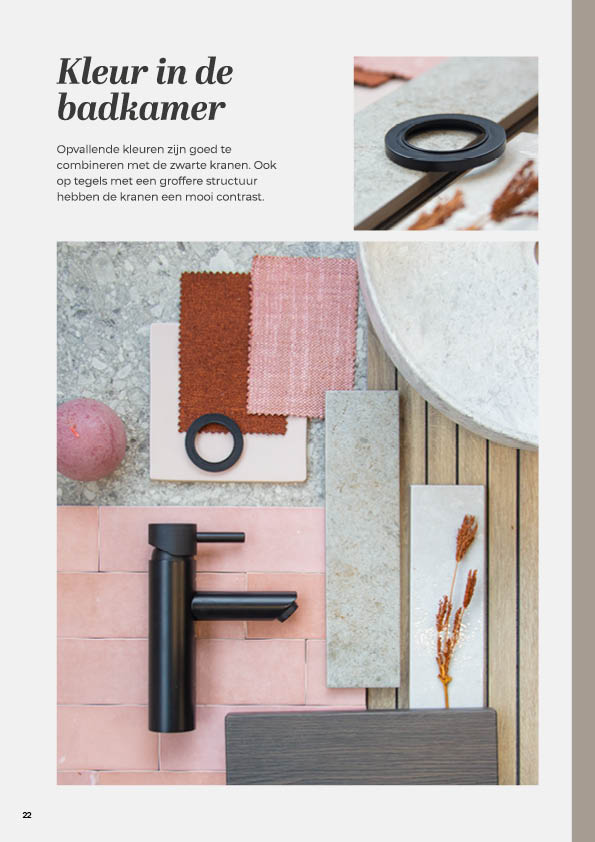 Kleur in de
badkamer
Opvallende kleuren zijn goed te
combineren met de zwarte kranen. Ook
op tegels met een groffere structuur
hebben de kranen een mooi contrast.
22